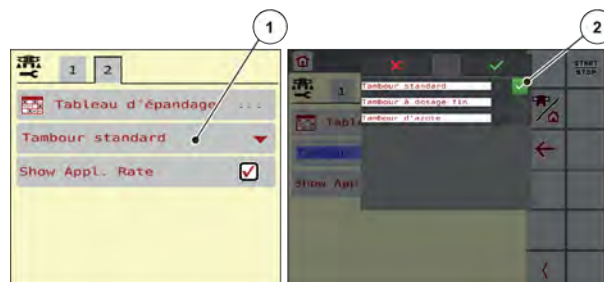 1
2
1 2
Tableau d'épandage ...
Tambour standard
Show Appl. Rate
START
STOP
1
Tambour standard
Tambour à dosage fin
Tambour d'azote
Tabl
Show Appl